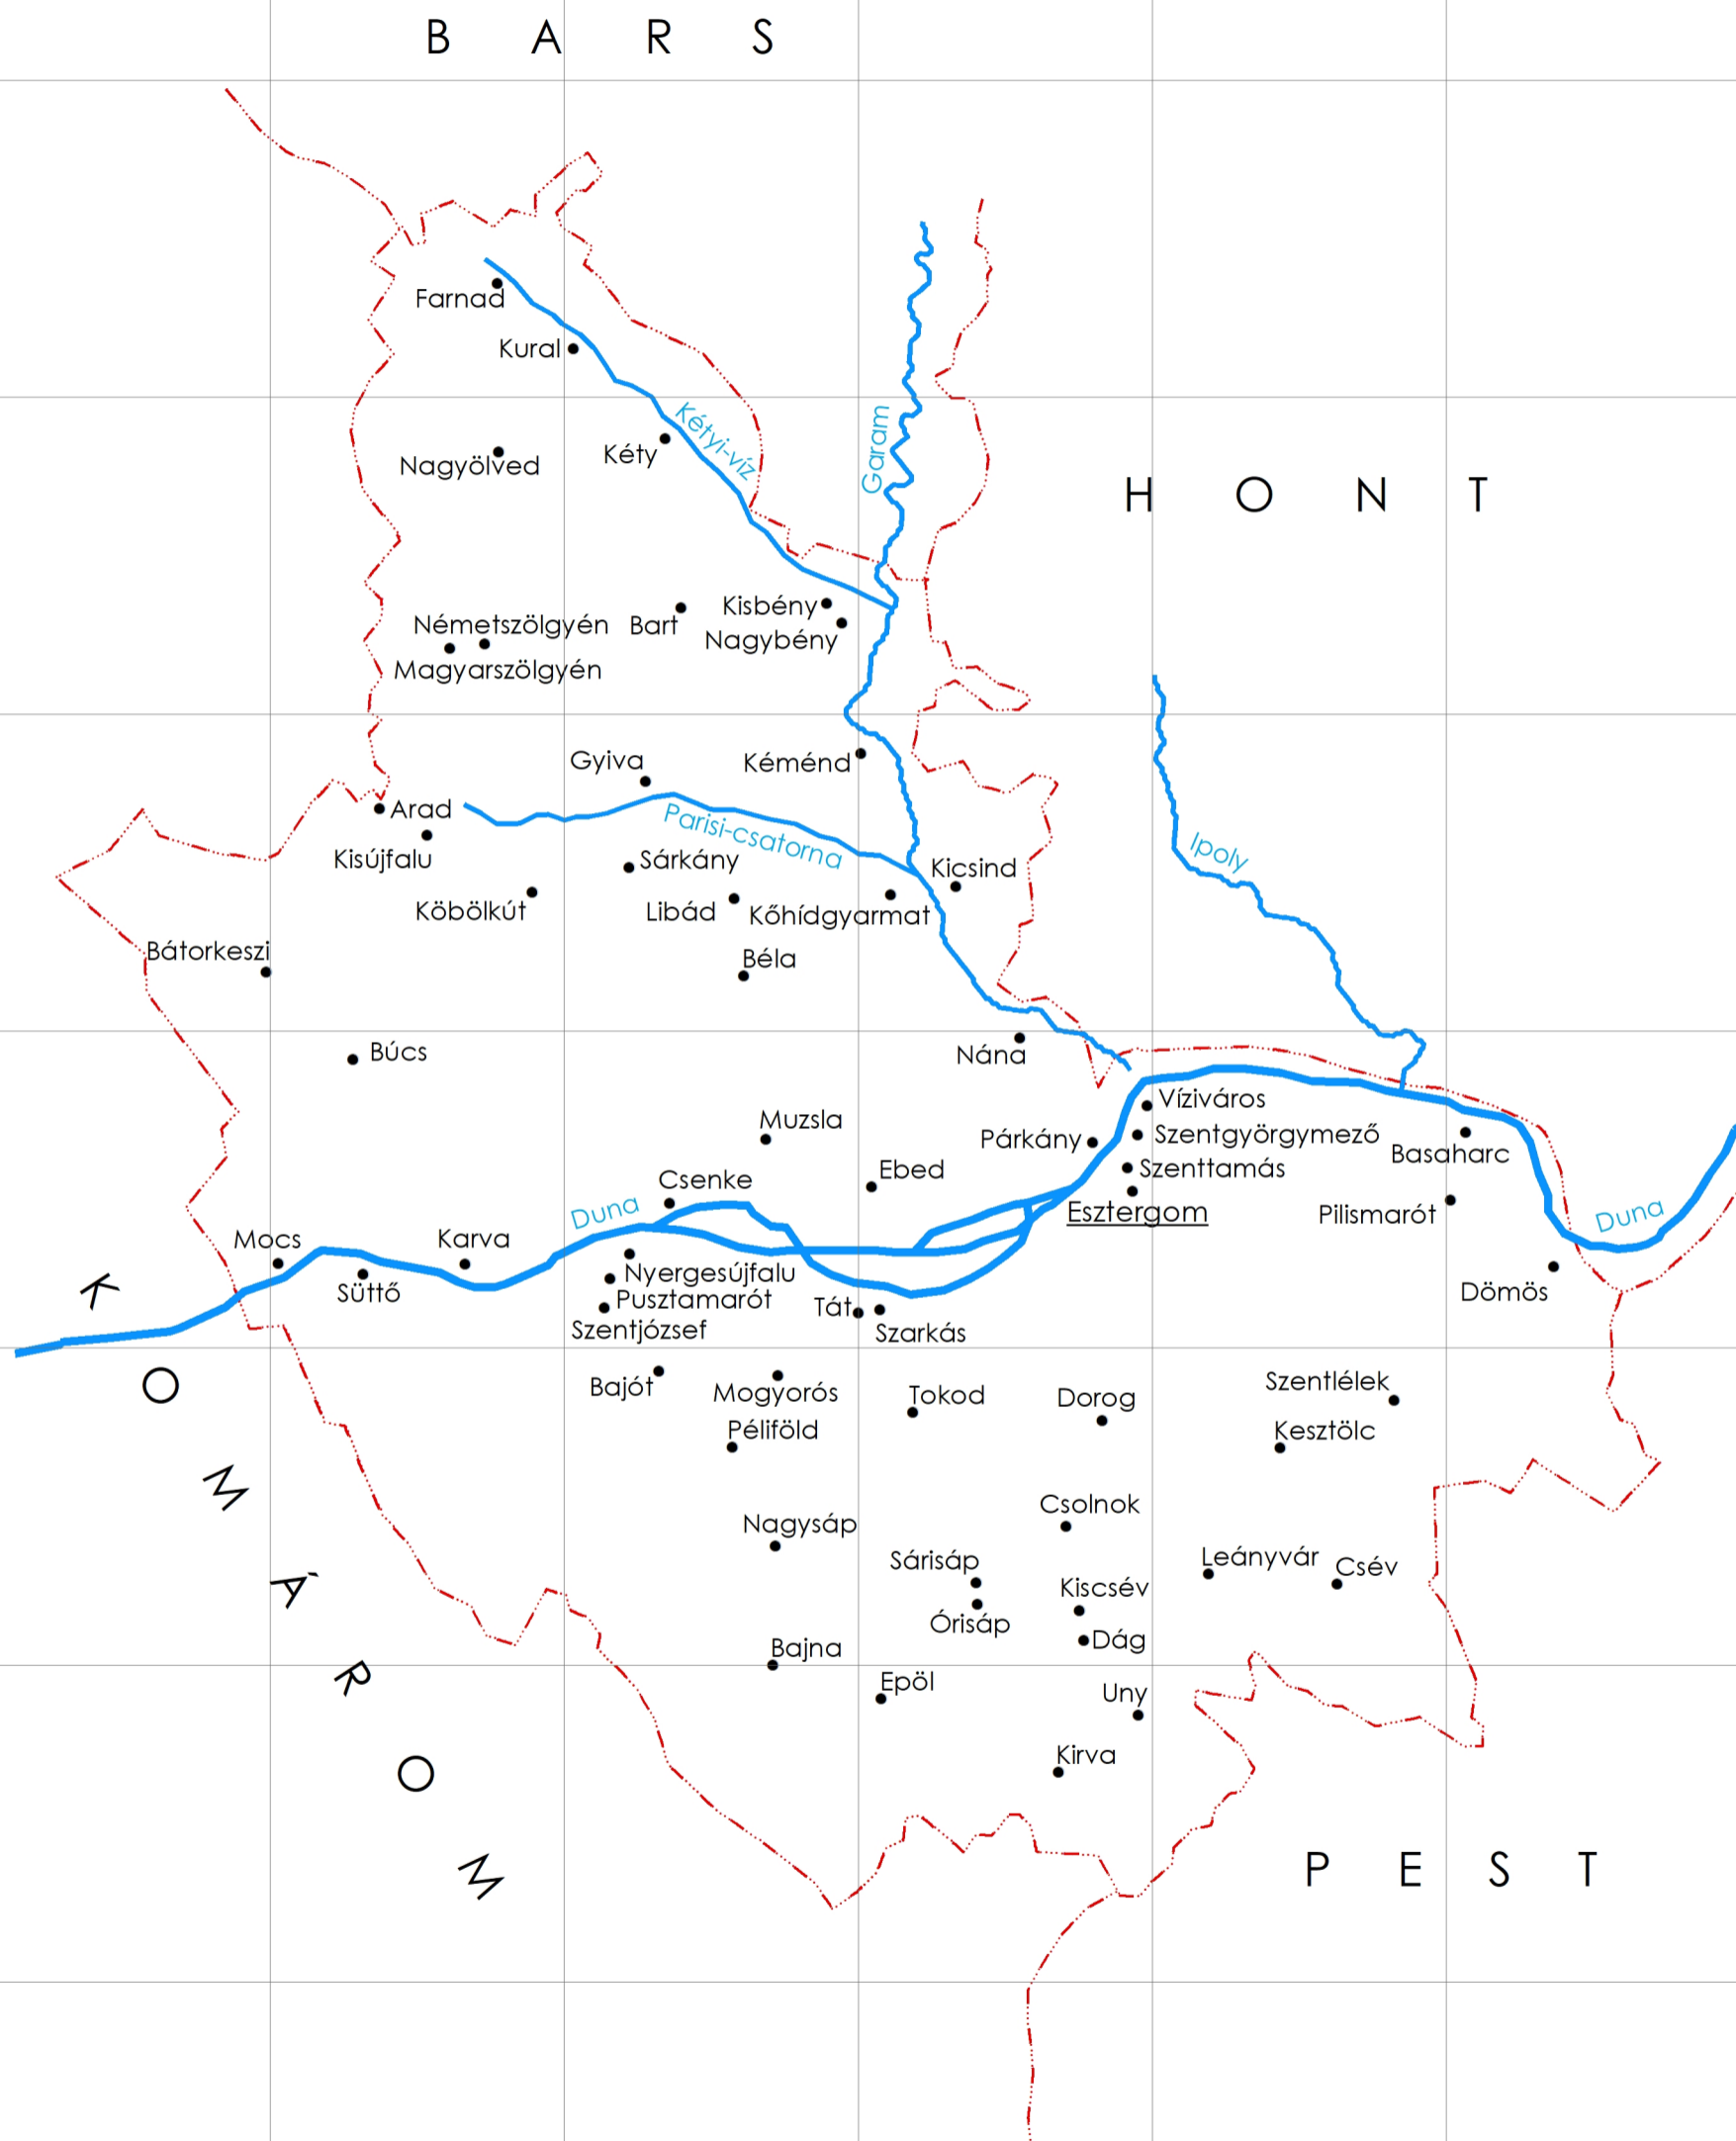 B A R S
Farnad
Kural
Kétyi-víz
Garam
Kéty
Nagyölved
H O N T
Kisbény
Németszölgyén
Bart
Nagybény
Magyarszölgyén
Gyiva
Kéménd
Arad
Parisi-csatorna
Ipoly
Kisújfalu
Sárkány
Kicsind
Köbölkút
Libád
Kőhídgyarmat
Bátorkeszi
Béla
Búcs
Nána
Víziváros
Muzsla
Párkány
Szentgyörgymező
Basaharc
Ebed
Szenttamás
Csenke
Duna
Esztergom
Pilismarót
Duna
Mocs
Karva
Nyergesújfalu
Süttő
Pusztamarót
Tát
Dömös
Szentjózsef
Szarkás
Bajót
Mogyorós
Tokod
Dorog
Szentlélek
Péliföld
Kesztölc
Csolnok
Nagysáp
Sárisáp
Leányvár
Csév
Kiscsév
Órisáp
Dág
Bajna
Epöl
Uny
Kirva
K O M Á R O M
P E S T